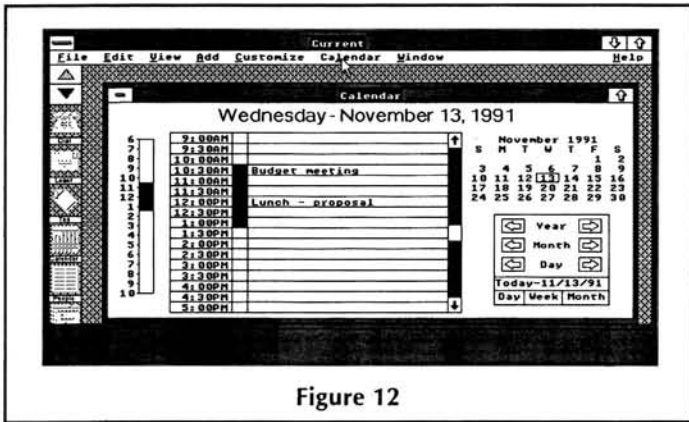 Current
File Edit View Add Customize Calendar Window Help
Calendar
Wednesday - November 13, 1991
6
7
8
9
10
11
12
1
2
3
4
5
6
7
8
9
10
9:00AM
9:30AM
10:00AM
10:30AM Budget meeting
11:00AM
11:30AM
12:00PM Lunch - proposal
12:30PM
1:00PM
1:30PM
2:00PM
2:30PM
3:00PM
3:30PM
4:00PM
4:30PM
5:00PM
November 1991
S M T W T F S
1 2
3 4 5 6 7 8 9
10 11 12 13 14 15 16
17 18 19 20 21 22 23
24 25 26 27 28 29 30
Year
Month
Day
Today-11/13/91
Day Week Month
Figure 12